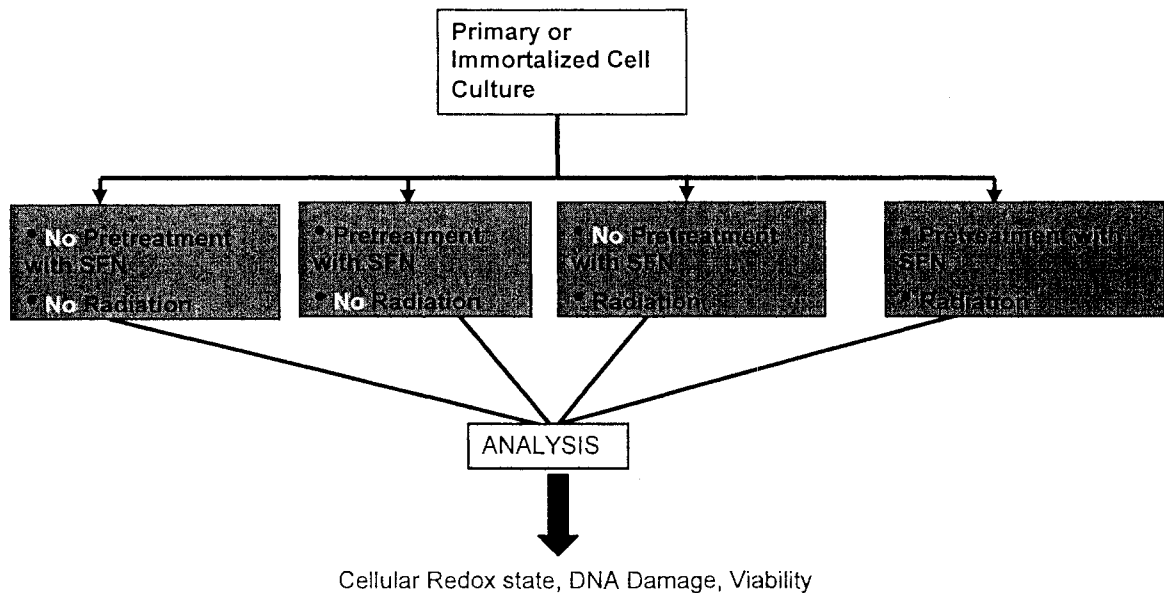 Primary or
Immortalized Cell
Culture
• No Pretreatment
with SFN
• No Radiation
• Pretreatment
with SFN
• No Radiation
• No Pretreatment
with SFN
• Radiation
• Pretreatment with
SFN
• Radiation
ANALYSIS
Cellular Redox state, DNA Damage, Viability